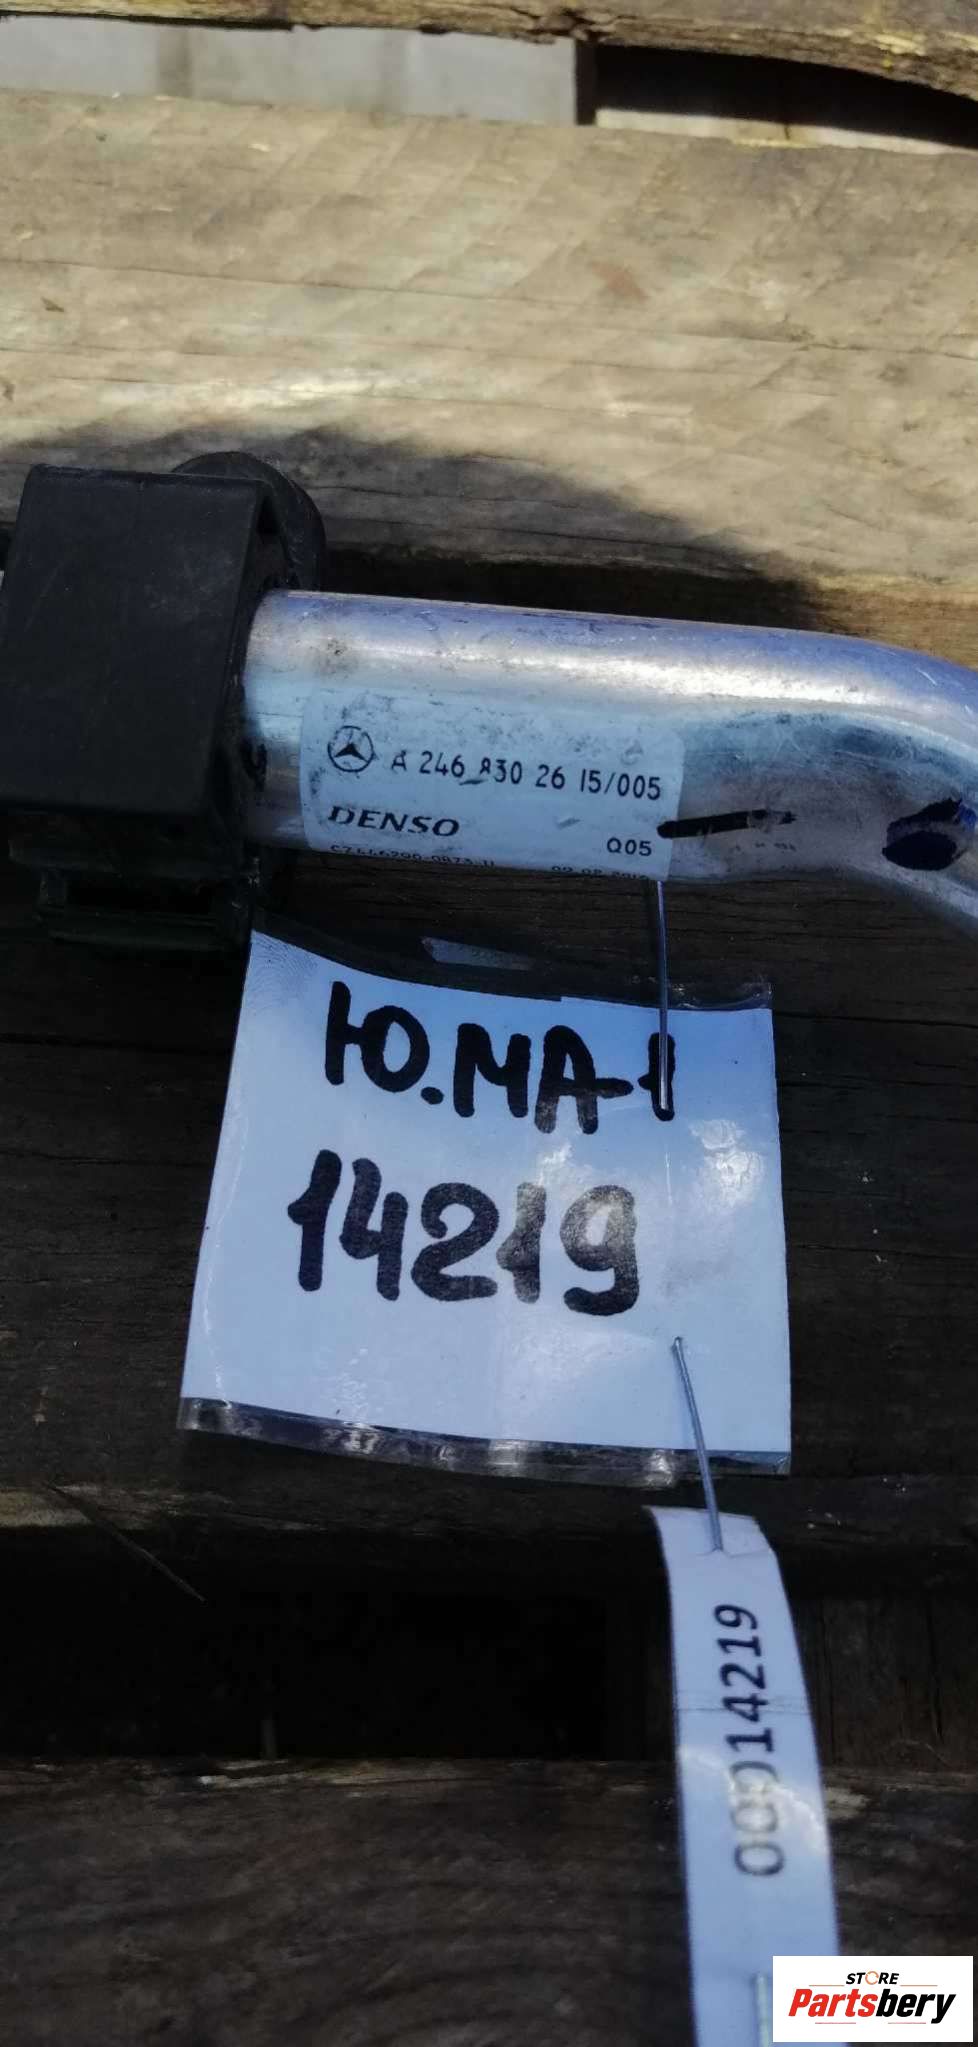 A 246 830 26 15/005
DENSO
Q05
Ю.МА-1
14219
00014219
STORE
Partsbery